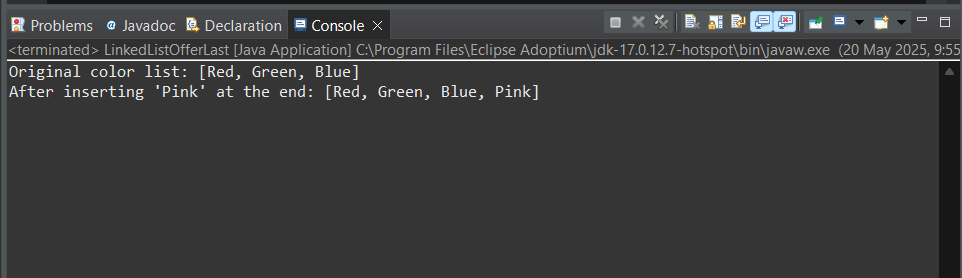 Problems Javadoc Declaration Console
<terminated> LinkedListOfferLast [Java Application] C:\Program Files\Eclipse Adoptium\jdk-17.0.12.7-hotspot\bin\javaw.exe (20 May 2025, 9:55
Original color list: [Red, Green, Blue]
After inserting 'Pink' at the end: [Red, Green, Blue, Pink]